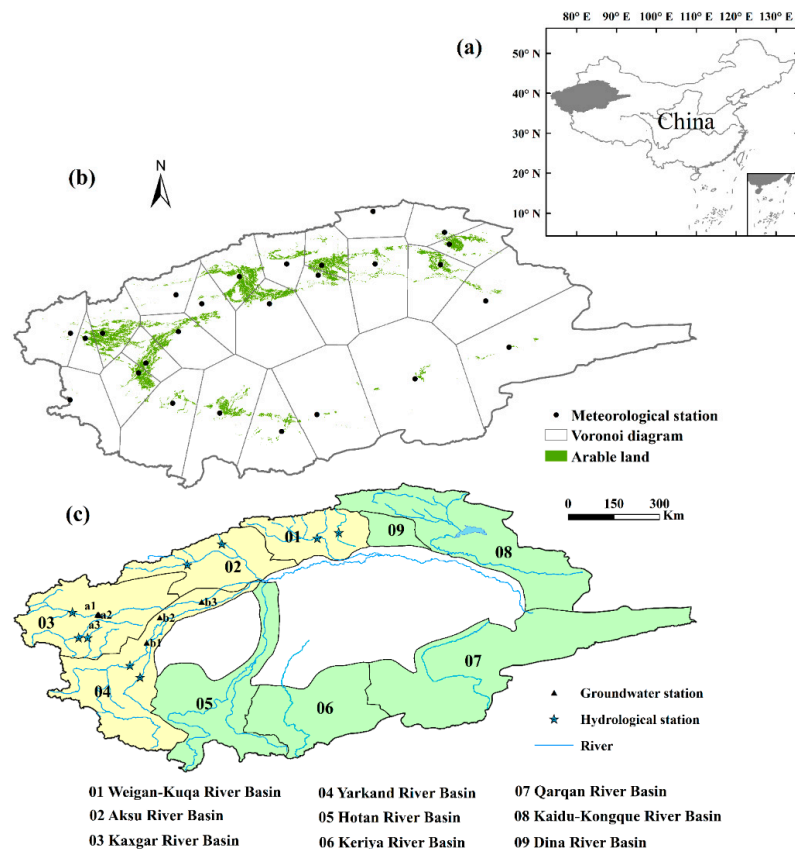 80° E 90° E 100° E 110° E 120° E 130° E
(a)
50° N
40° N
30° N
20° N
10° N
China
(b)
N
Meteorological station
Voronoi diagram
Arable land
0 150 300
Km
(c)
01
09
02
08
a1
a2
a3
b3
b2
b1
03
04
05
06
07
Groundwater station
Hydrological station
River
01 Weigan-Kuqa River Basin 04 Yarkand River Basin 07 Qarqan River Basin
02 Aksu River Basin 05 Hotan River Basin 08 Kaidu-Kongque River Basin
03 Kaxgar River Basin 06 Keriya River Basin 09 Dina River Basin